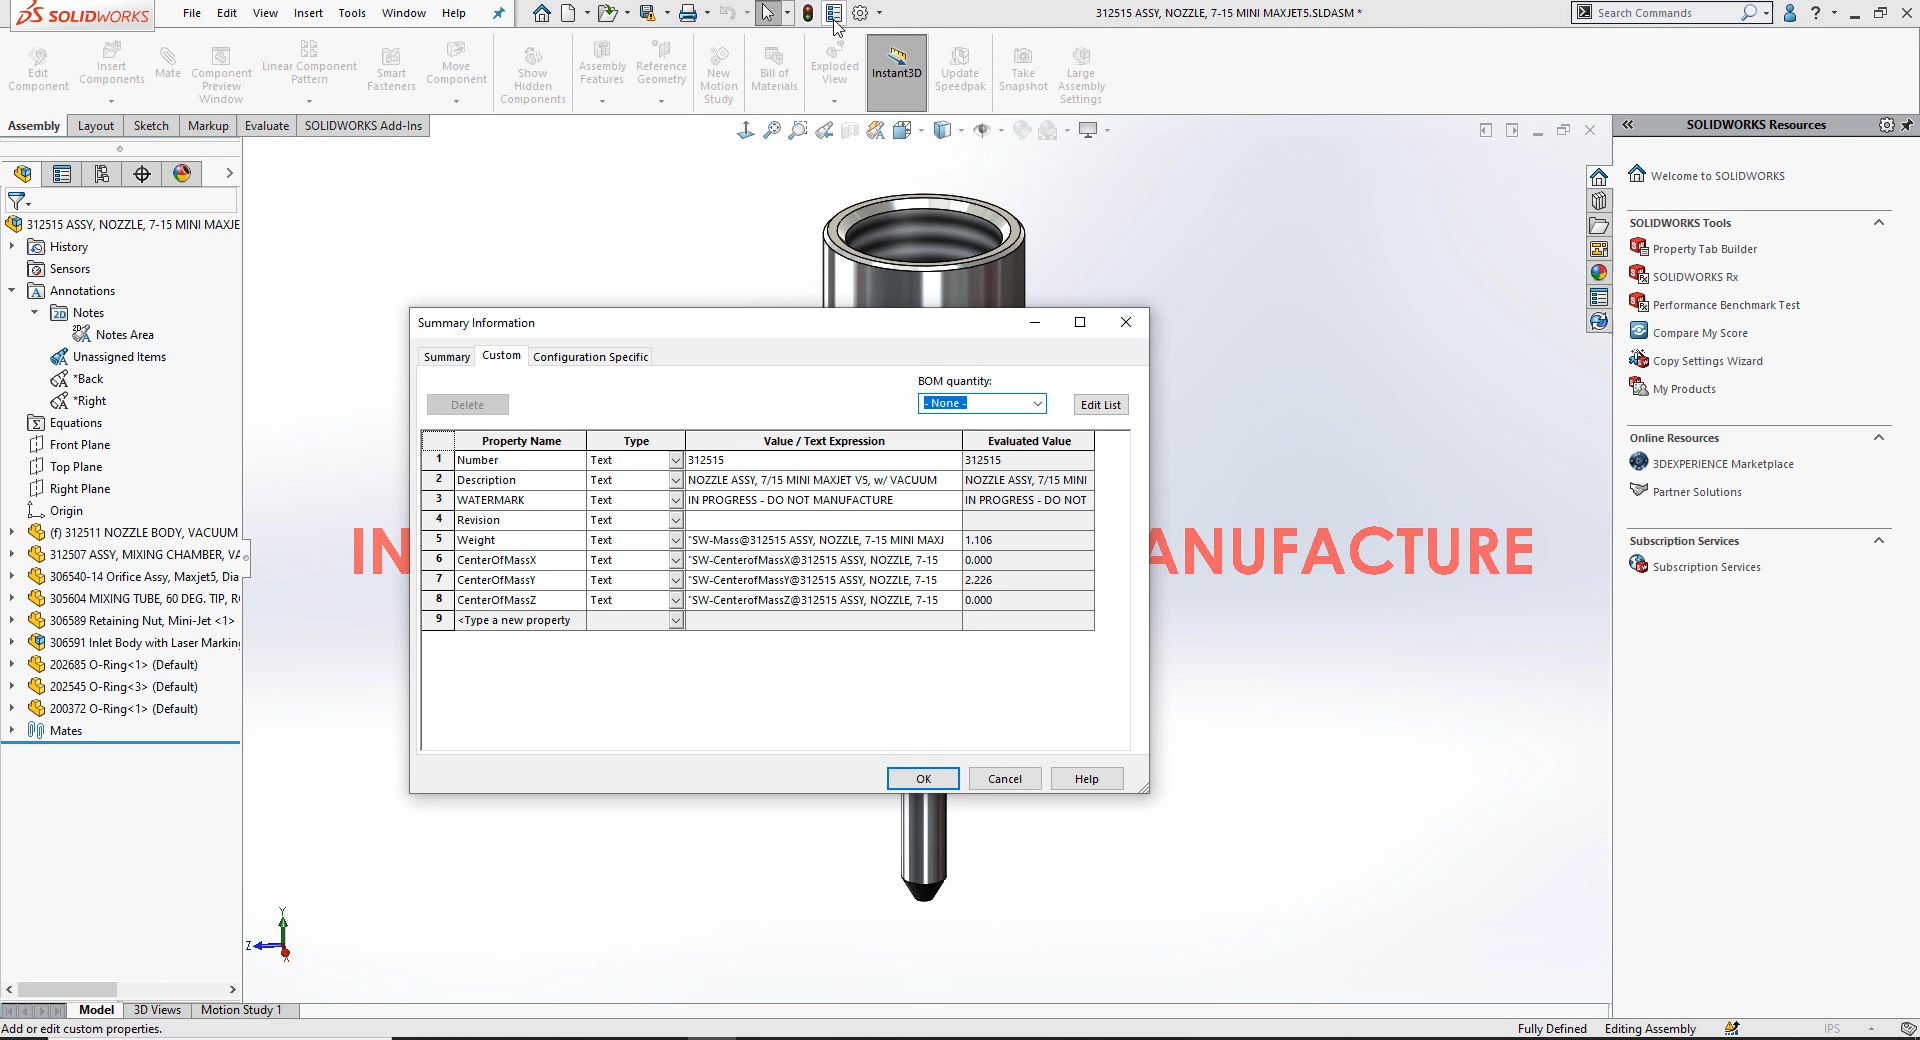 SOLIDWORKS
File Edit View Insert Tools Window Help
312515 ASSY, NOZZLE, 7-15 MINI MAXJET5.SLDASM *
Search Commands
?
Edit Component
Insert Components
Mate
Component Preview Window
Linear Component Pattern
Smart Fasteners
Move Component
Show Hidden Components
Assembly Features
Reference Geometry
New Motion Study
Bill of Materials
Exploded View
Instant3D
Update Speedpak
Take Snapshot
Large Assembly Settings
Assembly Layout Sketch Markup Evaluate SOLIDWORKS Add-Ins
312515 ASSY, NOZZLE, 7-15 MINI MAXJE
History
Sensors
Annotations
Notes
Notes Area
Unassigned Items
*Back
*Right
Equations
Front Plane
Top Plane
Right Plane
Origin
(f) 312511 NOZZLE BODY, VACUUM
312507 ASSY, MIXING CHAMBER, VA
306540-14 Orifice Assy, Maxjet5, Dia
305604 MIXING TUBE, 60 DEG. TIP, R
306589 Retaining Nut, Mini-Jet <1>
306591 Inlet Body with Laser Marking
202685 O-Ring<1> (Default)
202545 O-Ring<3> (Default)
200372 O-Ring<1> (Default)
Mates
IN
ANUFACTURE
Summary Information
Summary Custom Configuration Specific
BOM quantity:
Delete - None - Edit List
Property Name Type Value / Text Expression Evaluated Value
1 Number Text 312515 312515
2 Description Text NOZZLE ASSY, 7/15 MINI MAXJET V5, w/ VACUUM NOZZLE ASSY, 7/15 MINI
3 WATERMARK Text IN PROGRESS - DO NOT MANUFACTURE IN PROGRESS - DO NOT
4 Revision Text
5 Weight Text "SW-Mass@312515 ASSY, NOZZLE, 7-15 MINI MAXJ 1.106
6 CenterOfMassX Text "SW-CenterofMassX@312515 ASSY, NOZZLE, 7-15 0.000
7 CenterOfMassY Text "SW-CenterofMassY@312515 ASSY, NOZZLE, 7-15 2.226
8 CenterOfMassZ Text "SW-CenterofMassZ@312515 ASSY, NOZZLE, 7-15 0.000
9 <Type a new property
OK Cancel Help
Y
Z
X
SOLIDWORKS Resources
Welcome to SOLIDWORKS
SOLIDWORKS Tools
Property Tab Builder
SOLIDWORKS Rx
Performance Benchmark Test
Compare My Score
Copy Settings Wizard
My Products
Online Resources
3DEXPERIENCE Marketplace
Partner Solutions
Subscription Services
Subscription Services
Model 3D Views Motion Study 1
Add or edit custom properties.
Fully Defined Editing Assembly IPS